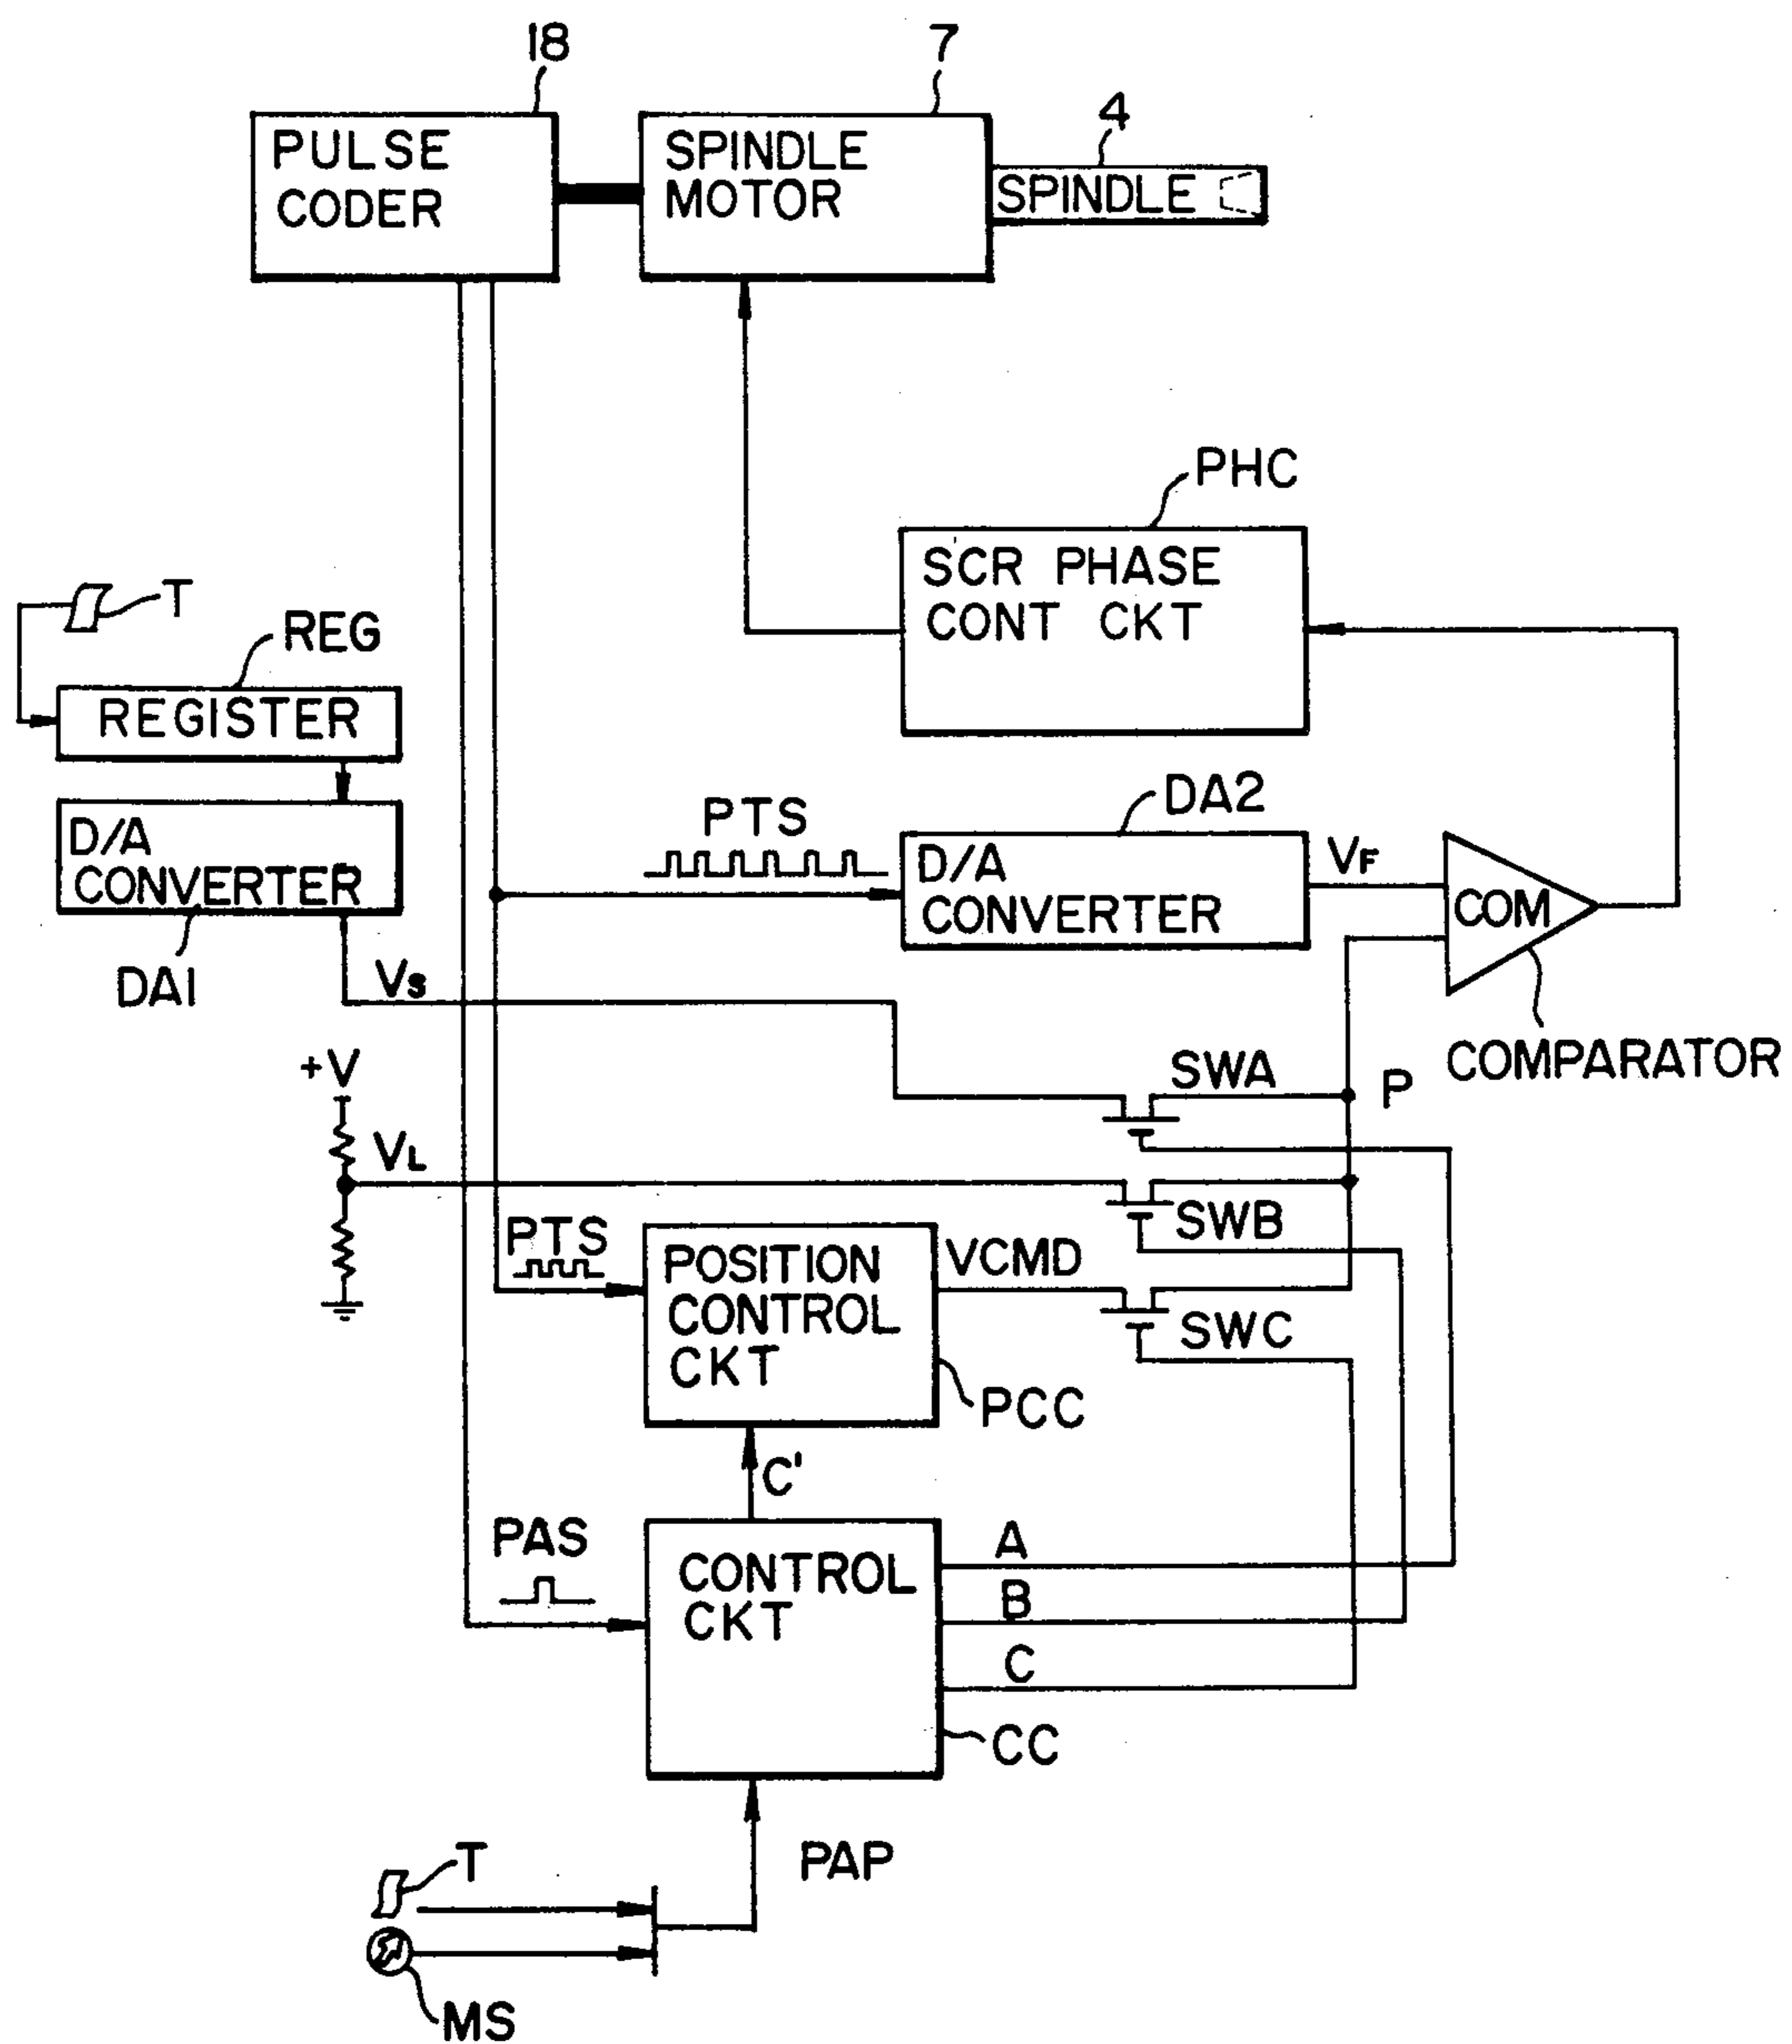 18
7
4
PULSE
CODER
SPINDLE
MOTOR
SPINDLE
PHC
SCR PHASE
CONT CKT
T
REG
REGISTER
D/A
CONVERTER
DA1
PTS
DA2
D/A
CONVERTER
VF
COM
COMPARATOR
VS
+V
VL
SWA
P
SWB
PTS
POSITION
CONTROL
CKT
VCMD
SWC
PCC
C'
PAS
CONTROL
CKT
A
B
C
CC
PAP
T
MS